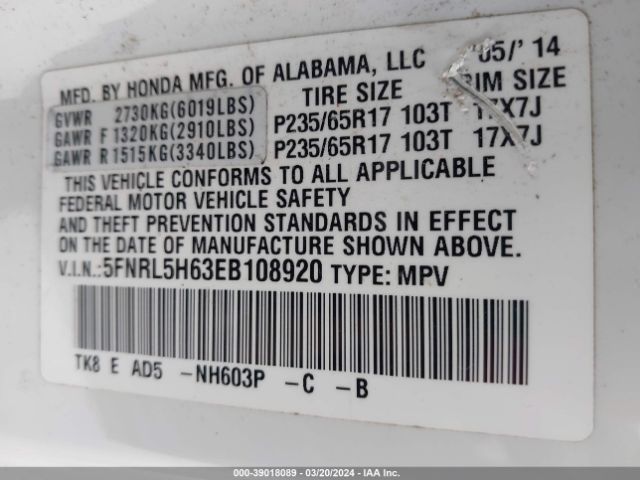 MFD. BY HONDA MFG. OF ALABAMA, LLC '05/' 14
GVWR 2730KG(6019LBS) TIRE SIZE RIM SIZE
GAWR F 1320KG(2910LBS) P235/65R17 103T 17X7J
GAWR R 1515KG(3340LBS) P235/65R17 103T 17X7J
THIS VEHICLE CONFORMS TO ALL APPLICABLE
FEDERAL MOTOR VEHICLE SAFETY
AND THEFT PREVENTION STANDARDS IN EFFECT
ON THE DATE OF MANUFACTURE SHOWN ABOVE.
V.I.N.:5FNRL5H63EB108920 TYPE: MPV
TK8 E AD5 -NH603P -C -B
000-39018089 - 03/20/2024 - IAA Inc.